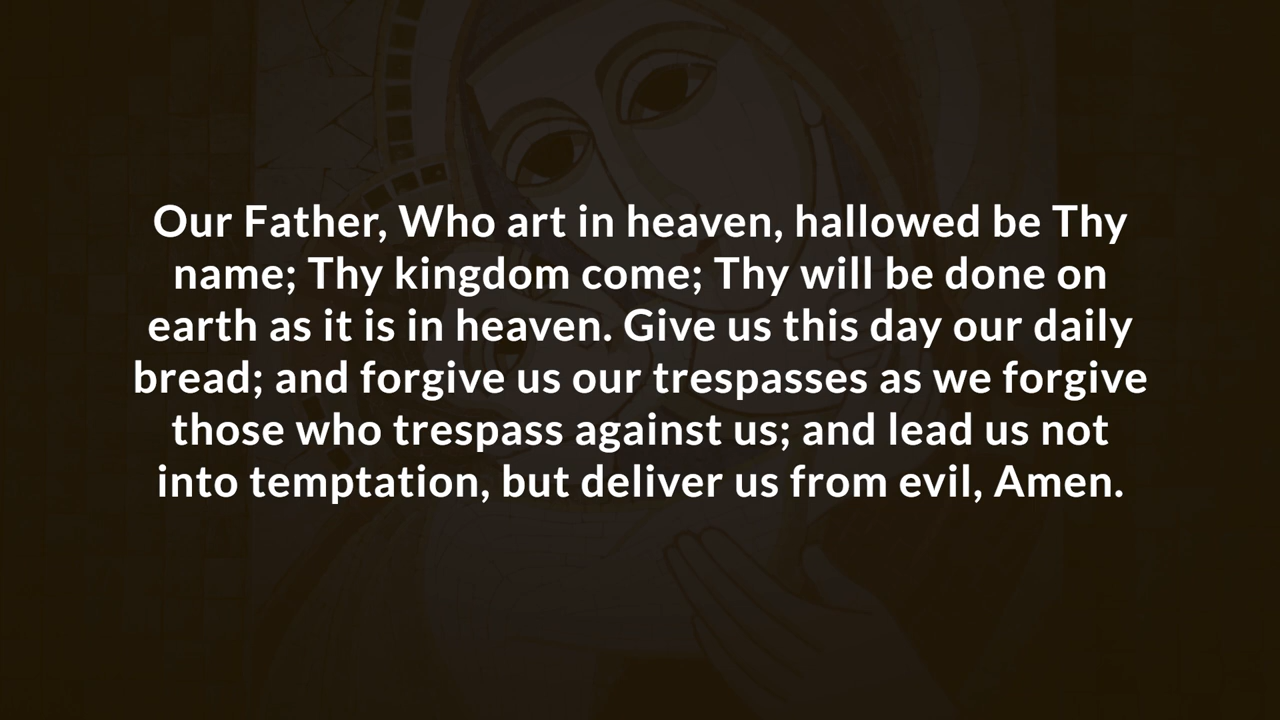 Our Father, Who art in heaven, hallowed be Thy
name; Thy kingdom come; Thy will be done on
earth as it is in heaven. Give us this day our daily
bread; and forgive us our trespasses as we forgive
those who trespass against us; and lead us not
into temptation, but deliver us from evil, Amen.